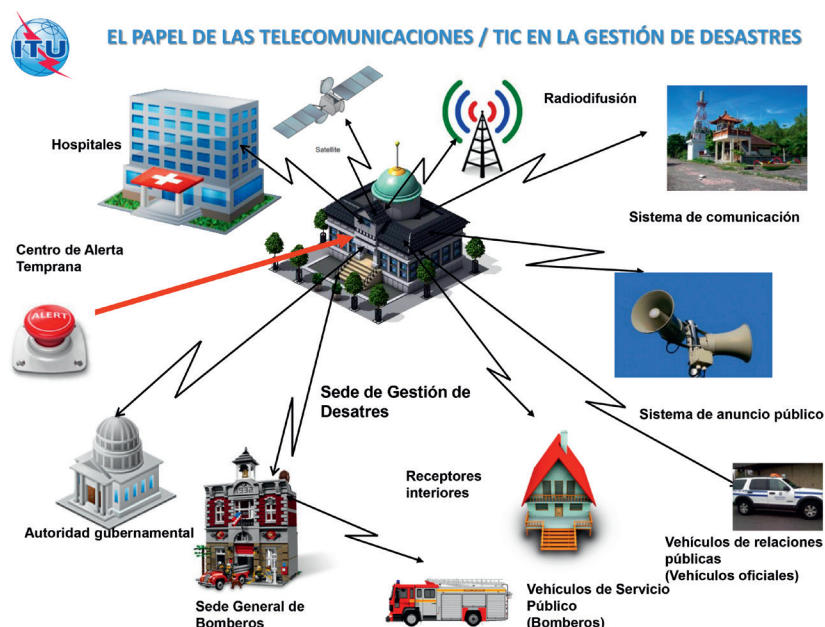 ITU
EL PAPEL DE LAS TELECOMUNICACIONES / TIC EN LA GESTIÓN DE DESASTRES
Hospitales
Satellite
Radiodifusión
Sistema de comunicación
Centro de Alerta
Temprana
ALERT
Sede de Gestión de
Desatres
Sistema de anuncio público
Receptores
interiores
Autoridad gubernamental
1932
Sede General de
Bomberos
Vehículos de Servicio
Público
(Bomberos)
Vehículos de relaciones
públicas
(Vehículos oficiales)